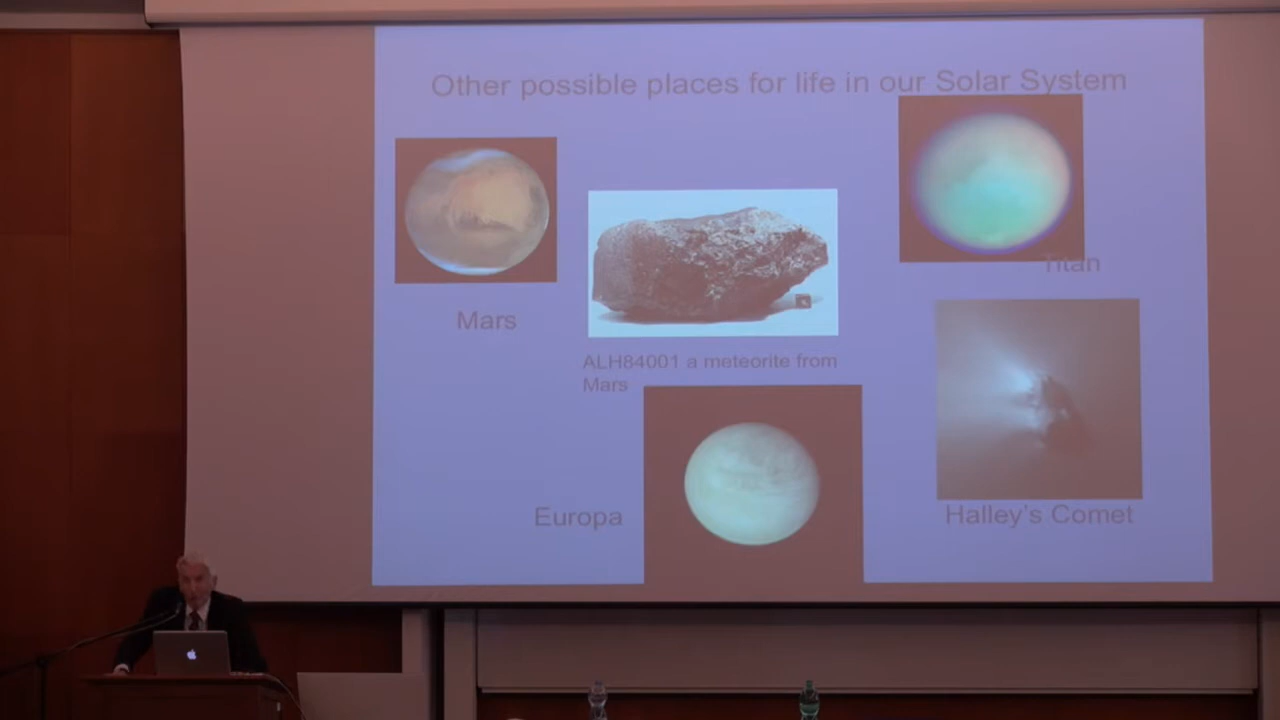 Other possible places for life in our Solar System
Titan
Mars
ALH84001 a meteorite from
Mars
Europa
Halley's Comet